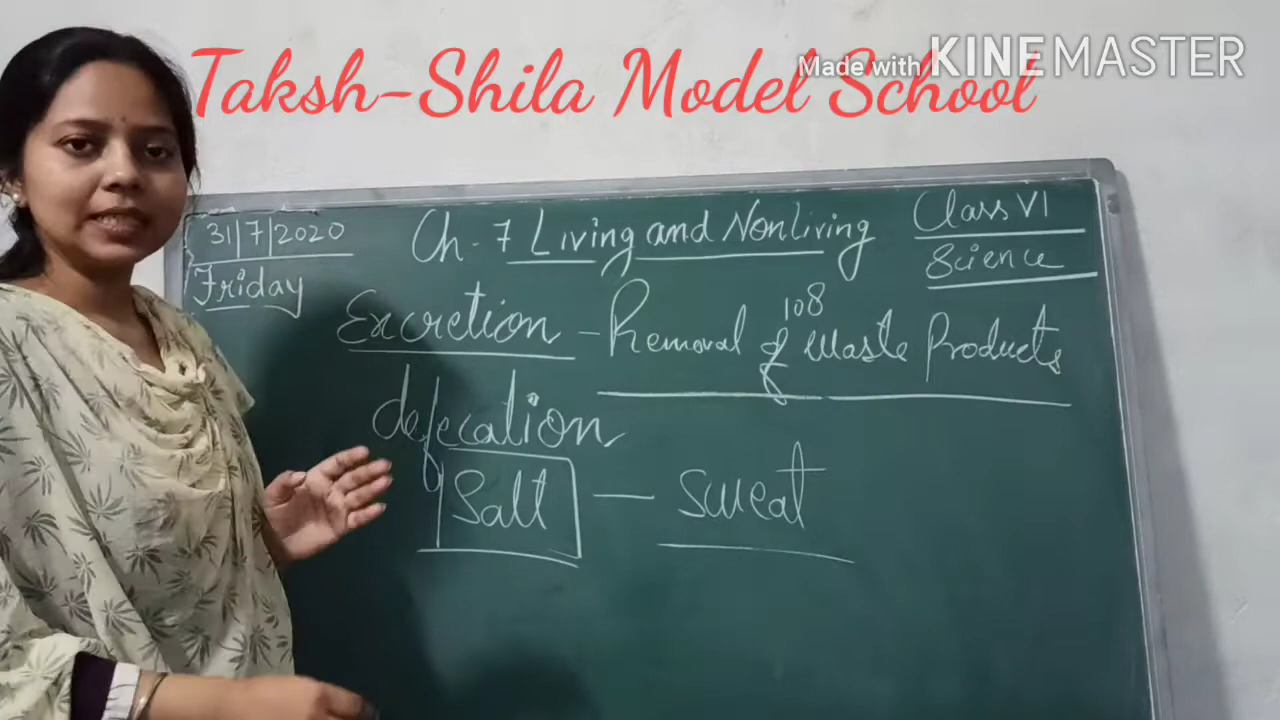 Taksh-Shila Model School
Made with KINEMASTER
31/7/2020
Friday
Ch-7 Living and Nonliving
Class VI
Science
108
Excretion - Removal of Waste Products
defecation
Salt — Sweat